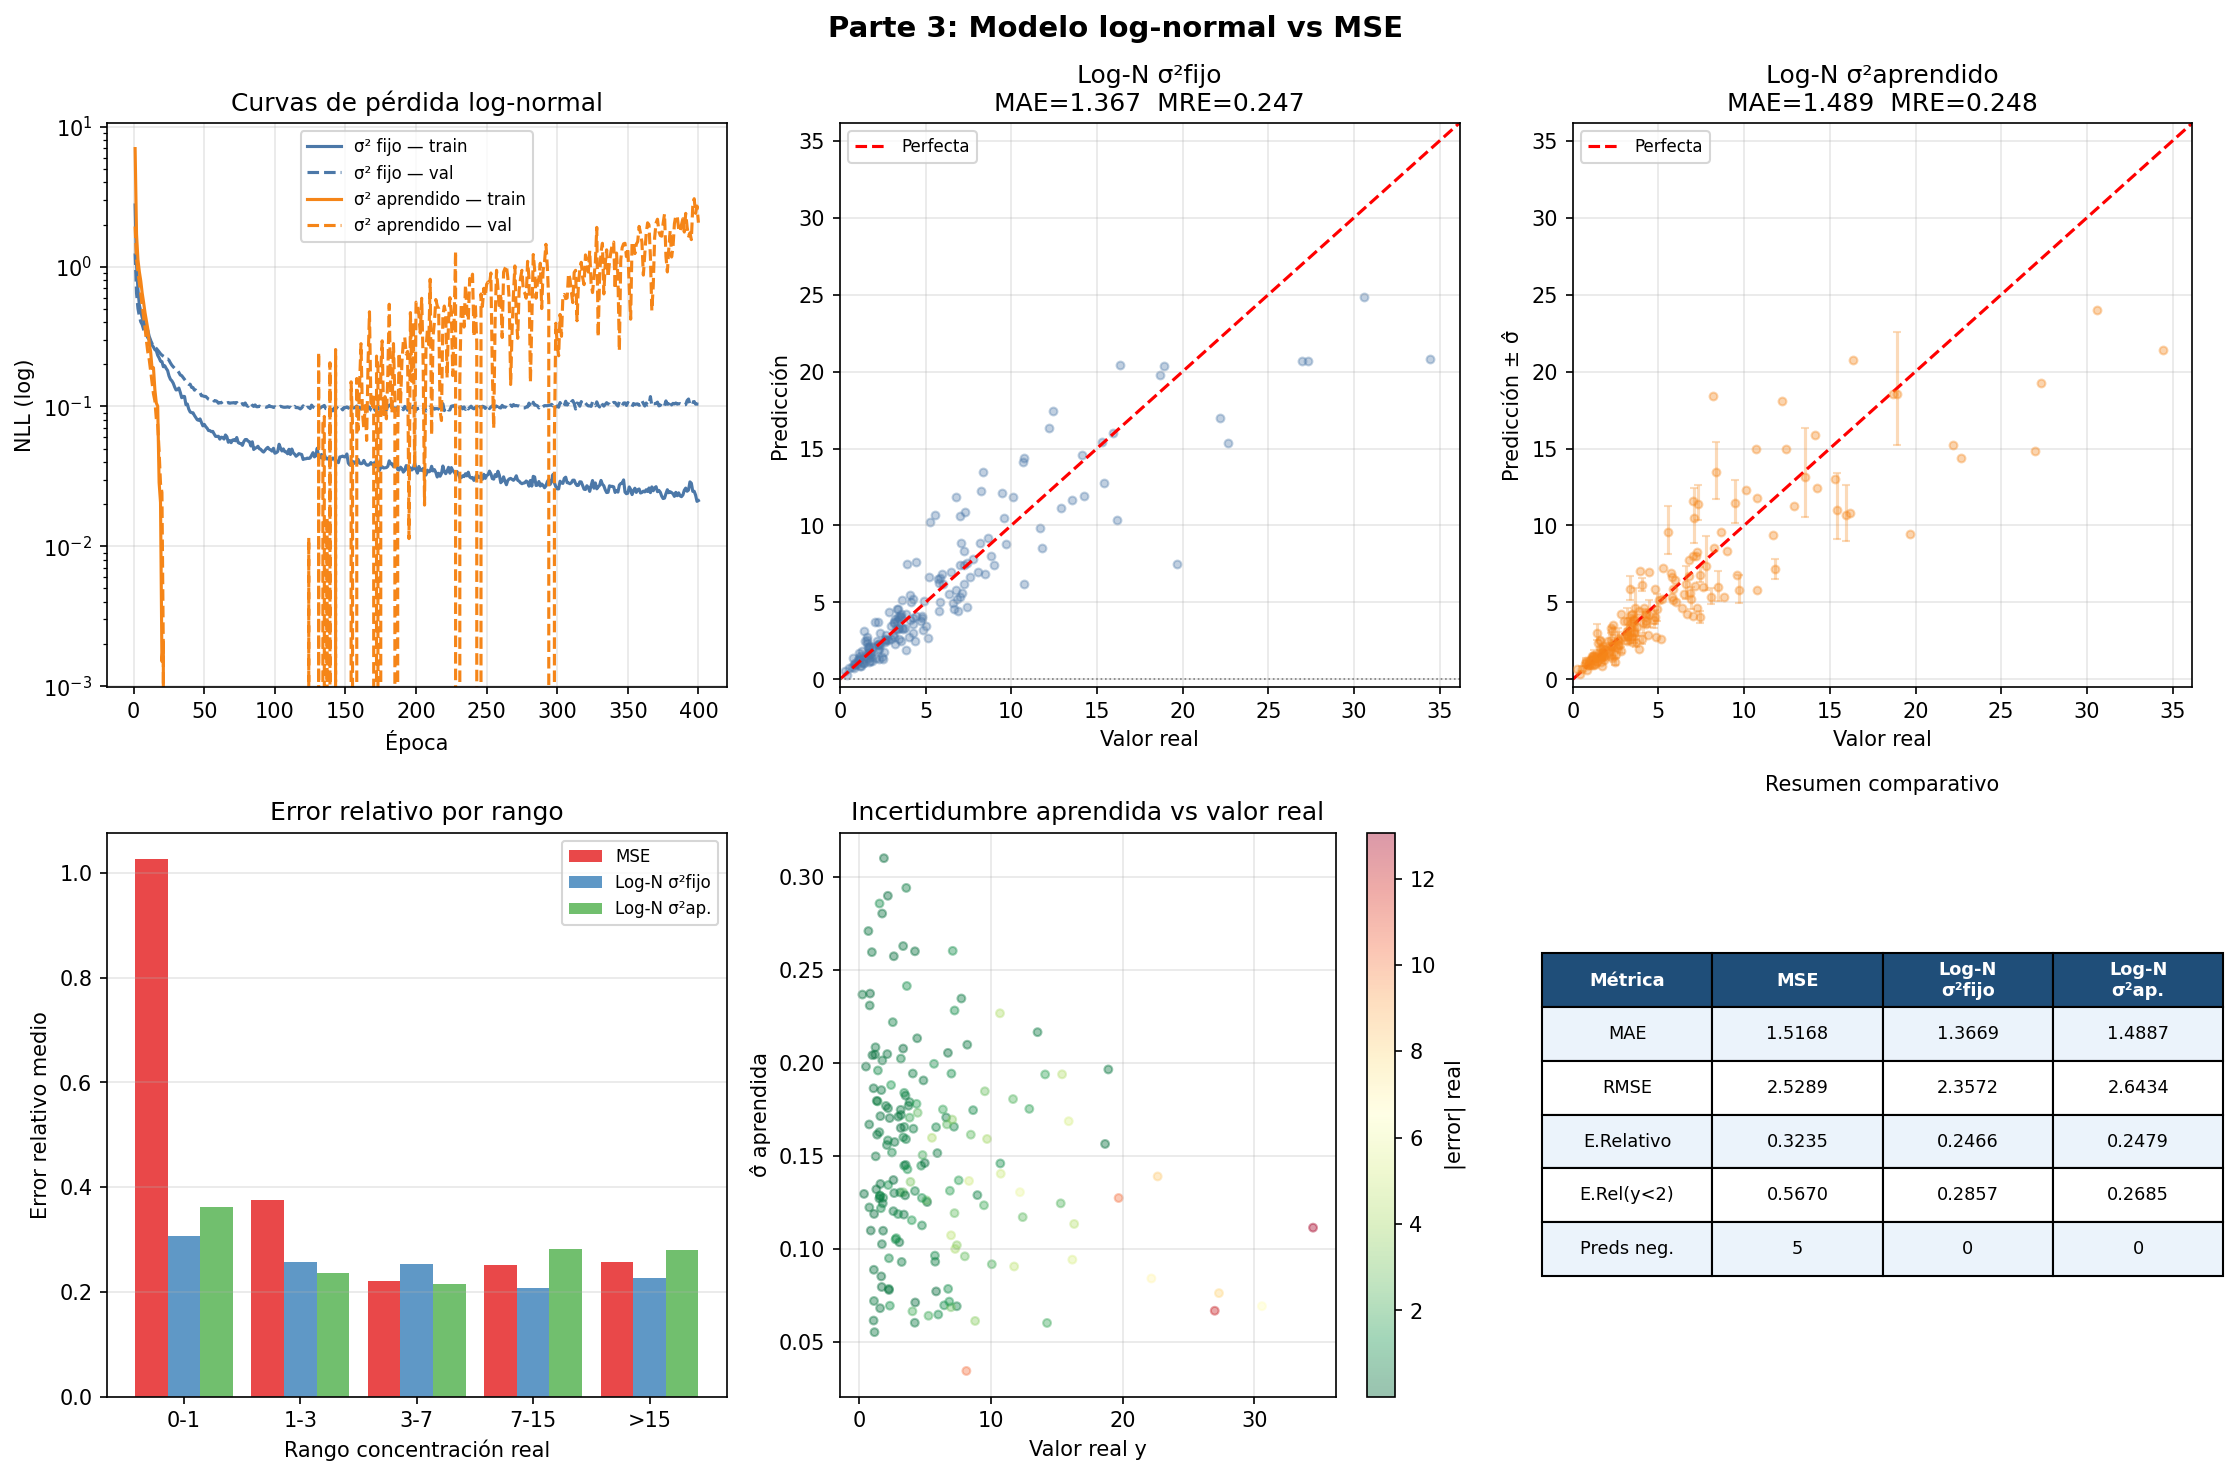 Parte 3: Modelo log-normal vs MSE
Curvas de pérdida log-normal
10¹
10⁰
10⁻¹
10⁻²
10⁻³
NLL (log)
σ² fijo — train
σ² fijo — val
σ² aprendido — train
σ² aprendido — val
0 50 100 150 200 250 300 350 400
Época
Log-N σ²fijo
MAE=1.367 MRE=0.247
Perfecta
35
30
25
20
15
10
5
0
Predicción
0 5 10 15 20 25 30 35
Valor real
Log-N σ²aprendido
MAE=1.489 MRE=0.248
Perfecta
35
30
25
20
15
10
5
0
Predicción ± σ̂
0 5 10 15 20 25 30 35
Valor real
Error relativo por rango
1.0
0.8
0.6
0.4
0.2
0.0
Error relativo medio
MSE
Log-N σ²fijo
Log-N σ²ap.
0-1 1-3 3-7 7-15 >15
Rango concentración real
Incertidumbre aprendida vs valor real
0.30
0.25
0.20
0.15
0.10
0.05
σ̂ aprendida
0 10 20 30
Valor real y
12
10
8
6
4
2
|error| real
Resumen comparativo
Métrica MSE Log-N σ²fijo Log-N σ²ap.
MAE 1.5168 1.3669 1.4887
RMSE 2.5289 2.3572 2.6434
E.Relativo 0.3235 0.2466 0.2479
E.Rel(y<2) 0.5670 0.2857 0.2685
Preds neg. 5 0 0